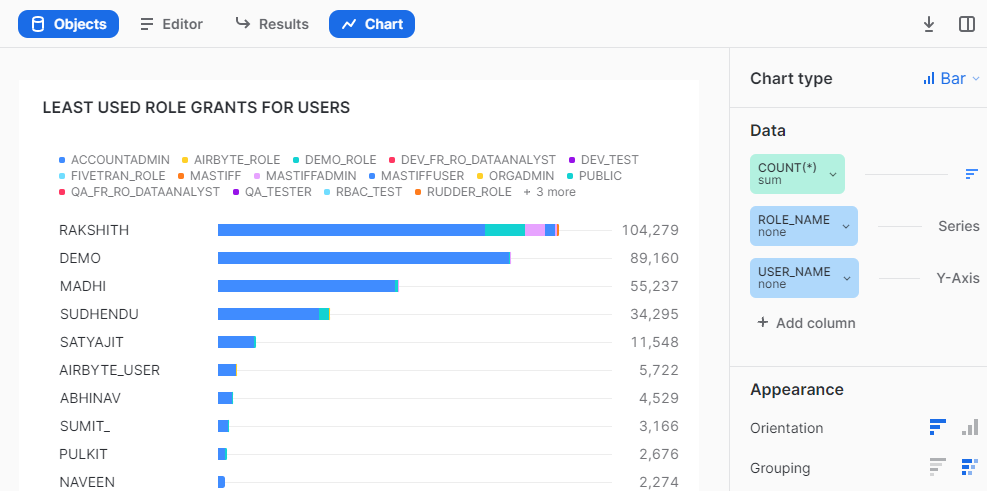 Objects Editor Results Chart
LEAST USED ROLE GRANTS FOR USERS
ACCOUNTADMIN AIRBYTE_ROLE DEMO_ROLE DEV_FR_RO_DATAANALYST DEV_TEST
FIVETRAN_ROLE MASTIFF MASTIFFADMIN MASTIFFUSER ORGADMIN PUBLIC
QA_FR_RO_DATAANALYST QA_TESTER RBAC_TEST RUDDER_ROLE + 3 more
RAKSHITH 104,279
DEMO 89,160
MADHI 55,237
SUDHENDU 34,295
SATYAJIT 11,548
AIRBYTE_USER 5,722
ABHINAV 4,529
SUMIT_ 3,166
PULKIT 2,676
NAVEEN 2,274
Chart type Bar
Data
COUNT(*)
sum
ROLE_NAME
none
Series
USER_NAME
none
Y-Axis
+ Add column
Appearance
Orientation
Grouping